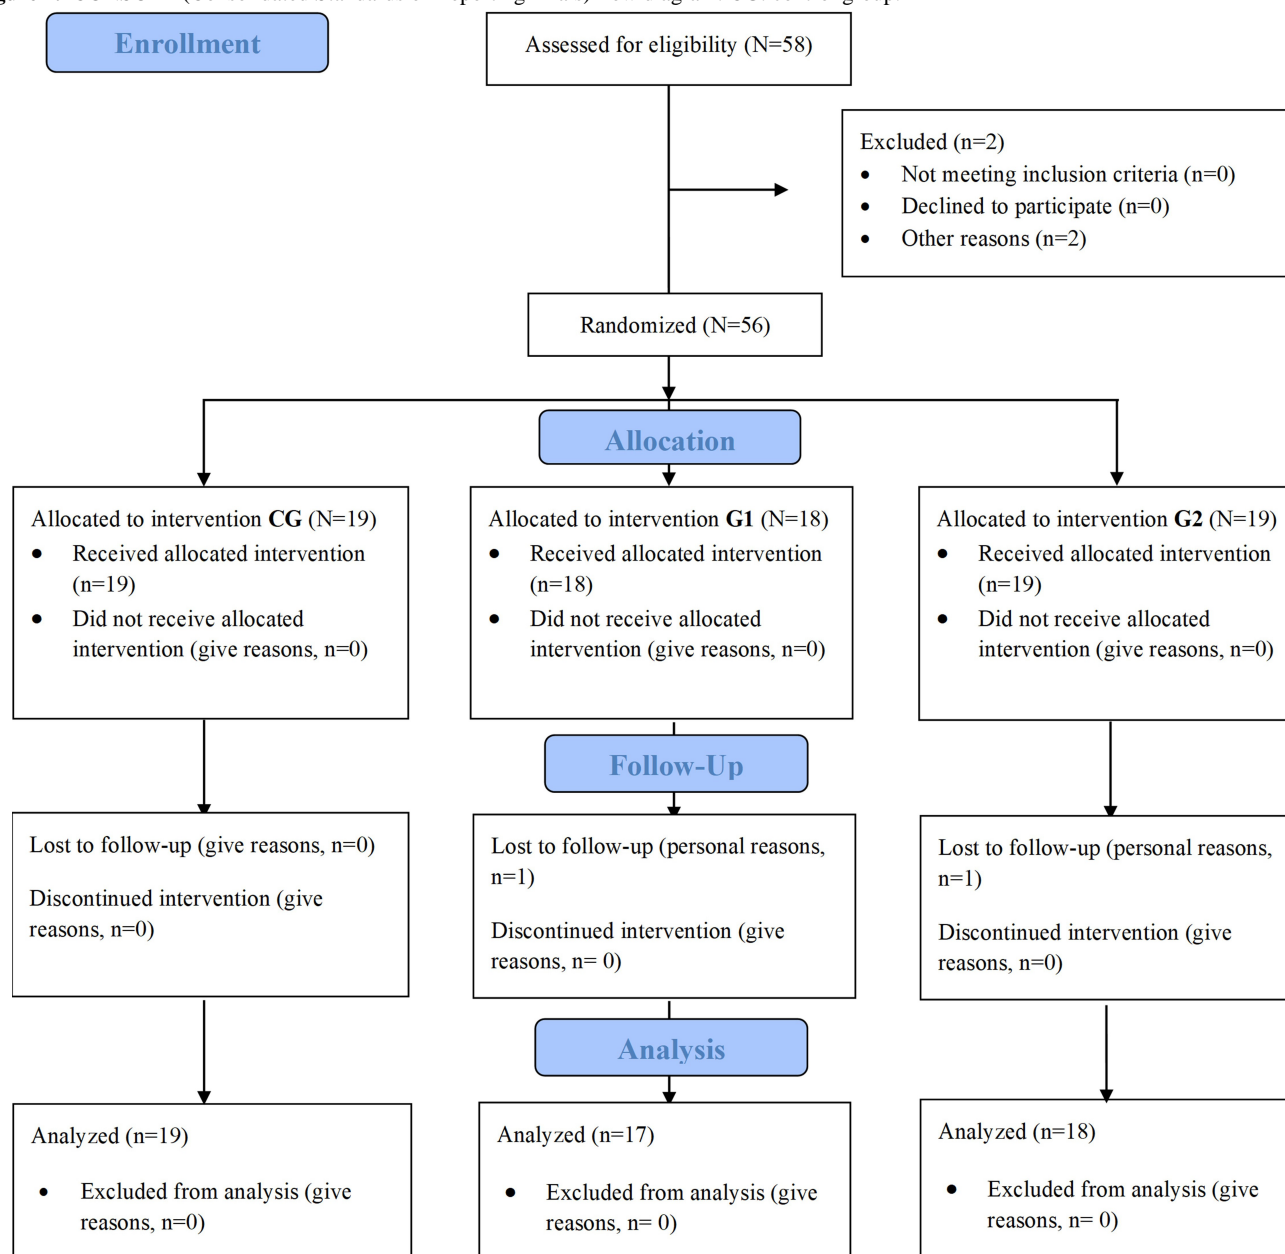 Enrollment
Assessed for eligibility (N=58)
Excluded (n=2)
• Not meeting inclusion criteria (n=0)
• Declined to participate (n=0)
• Other reasons (n=2)
Randomized (N=56)
Allocation
Allocated to intervention CG (N=19)
• Received allocated intervention
(n=19)
• Did not receive allocated
intervention (give reasons, n=0)
Allocated to intervention G1 (N=18)
• Received allocated intervention
(n=18)
• Did not receive allocated
intervention (give reasons, n=0)
Allocated to intervention G2 (N=19)
• Received allocated intervention
(n=19)
• Did not receive allocated
intervention (give reasons, n=0)
Follow-Up
Lost to follow-up (give reasons, n=0)
Discontinued intervention (give
reasons, n=0)
Lost to follow-up (personal reasons,
n=1)
Discontinued intervention (give
reasons, n= 0)
Lost to follow-up (personal reasons,
n=1)
Discontinued intervention (give
reasons, n=0)
Analysis
Analyzed (n=19)
• Excluded from analysis (give
reasons, n=0)
Analyzed (n=17)
• Excluded from analysis (give
reasons, n= 0)
Analyzed (n=18)
• Excluded from analysis (give
reasons, n= 0)